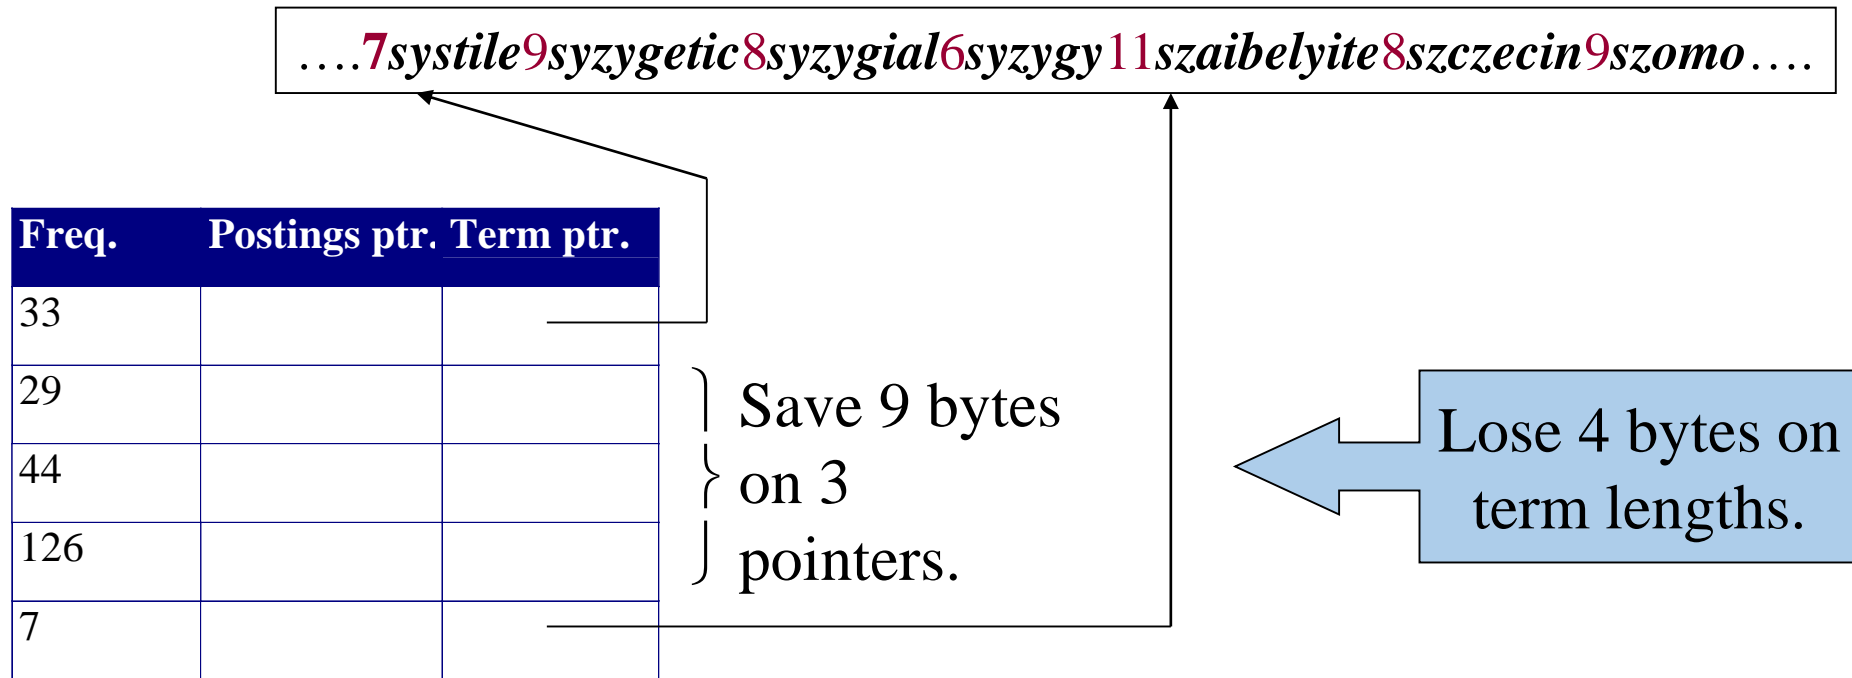 ….7systile9syzygetic8syzygial6syzygy11szaibelyite8szczecin9szomo….
Freq. Postings ptr. Term ptr.
33
29
44
126
7
Save 9 bytes
on 3
pointers.
Lose 4 bytes on
term lengths.